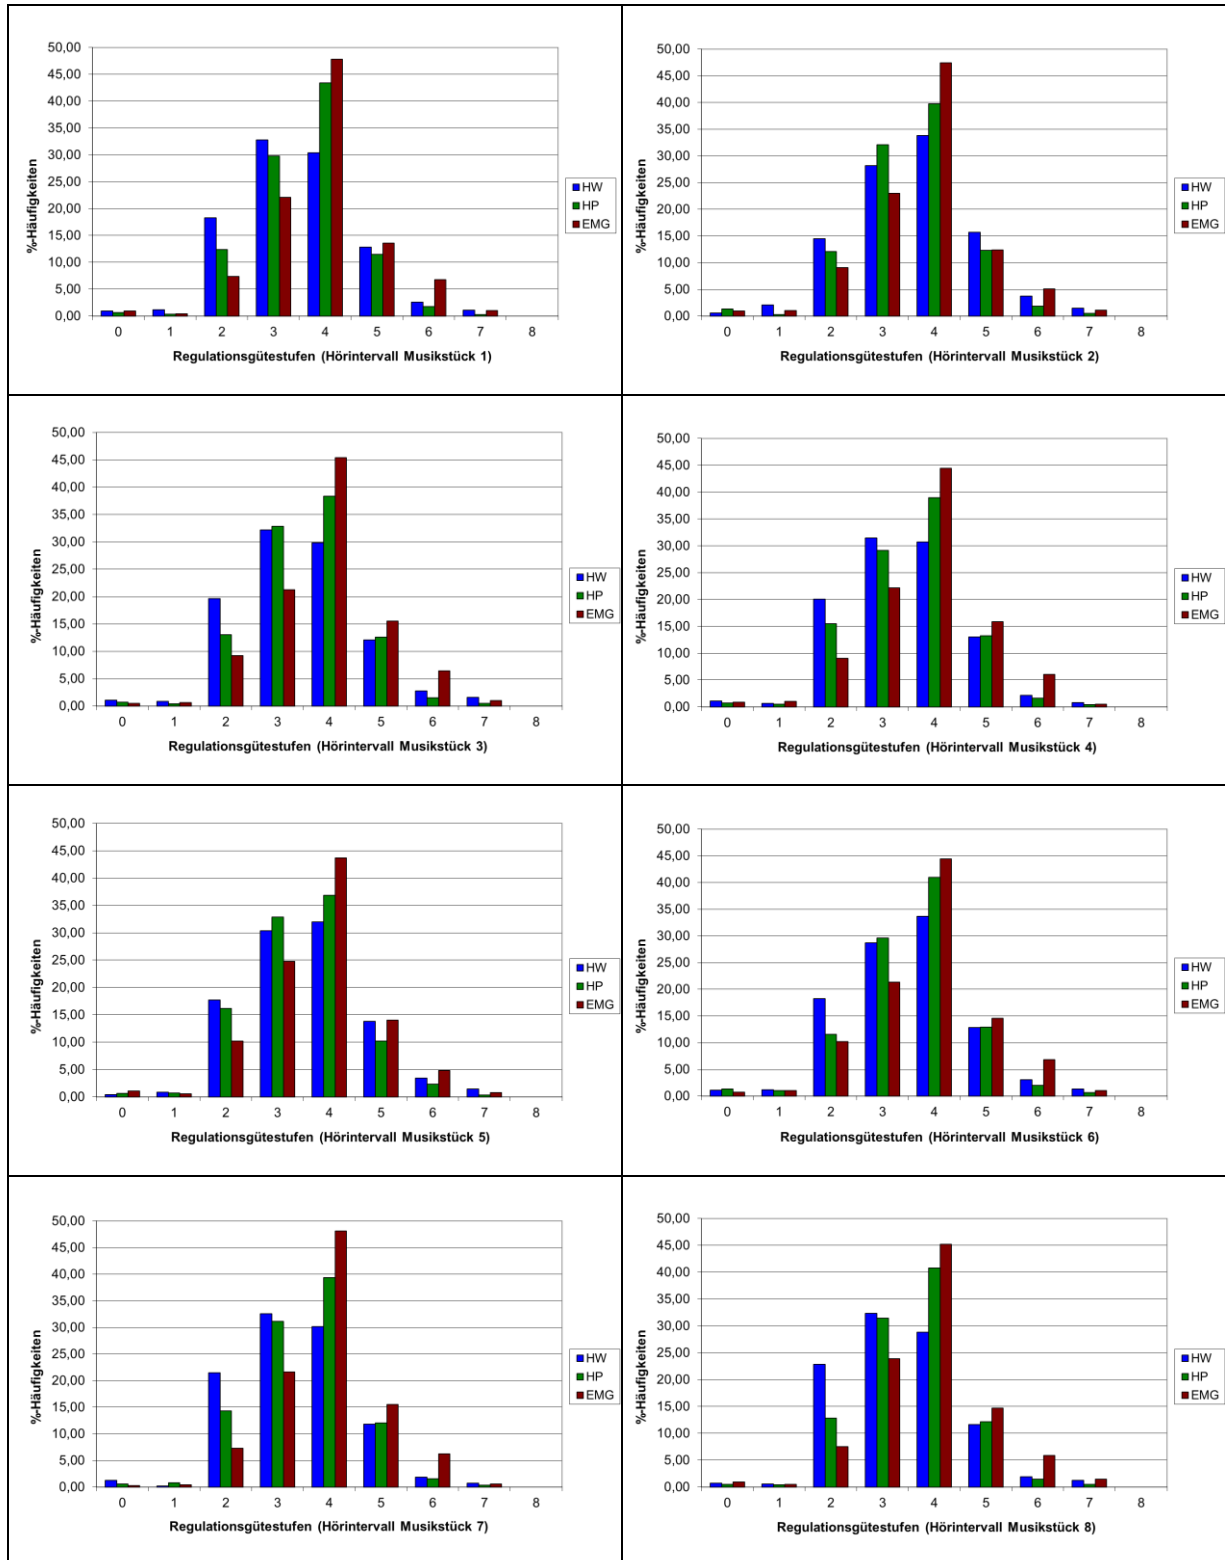 50,00
45,00
40,00
35,00
30,00
25,00
20,00
15,00
10,00
5,00
0,00
%-Häufigkeiten
0 1 2 3 4 5 6 7 8
Regulationsgütestufen (Hörintervall Musikstück 1)
HW
HP
EMG
50,00
45,00
40,00
35,00
30,00
25,00
20,00
15,00
10,00
5,00
0,00
%-Häufigkeiten
0 1 2 3 4 5 6 7 8
Regulationsgütestufen (Hörintervall Musikstück 2)
HW
HP
EMG
50,00
45,00
40,00
35,00
30,00
25,00
20,00
15,00
10,00
5,00
0,00
%-Häufigkeiten
0 1 2 3 4 5 6 7 8
Regulationsgütestufen (Hörintervall Musikstück 3)
HW
HP
EMG
50,00
45,00
40,00
35,00
30,00
25,00
20,00
15,00
10,00
5,00
0,00
%-Häufigkeiten
0 1 2 3 4 5 6 7 8
Regulationsgütestufen (Hörintervall Musikstück 4)
HW
HP
EMG
50,00
45,00
40,00
35,00
30,00
25,00
20,00
15,00
10,00
5,00
0,00
%-Häufigkeiten
0 1 2 3 4 5 6 7 8
Regulationsgütestufen (Hörintervall Musikstück 5)
HW
HP
EMG
50,00
45,00
40,00
35,00
30,00
25,00
20,00
15,00
10,00
5,00
0,00
%-Häufigkeiten
0 1 2 3 4 5 6 7 8
Regulationsgütestufen (Hörintervall Musikstück 6)
HW
HP
EMG
50,00
45,00
40,00
35,00
30,00
25,00
20,00
15,00
10,00
5,00
0,00
%-Häufigkeiten
0 1 2 3 4 5 6 7 8
Regulationsgütestufen (Hörintervall Musikstück 7)
HW
HP
EMG
50,00
45,00
40,00
35,00
30,00
25,00
20,00
15,00
10,00
5,00
0,00
%-Häufigkeiten
0 1 2 3 4 5 6 7 8
Regulationsgütestufen (Hörintervall Musikstück 8)
HW
HP
EMG